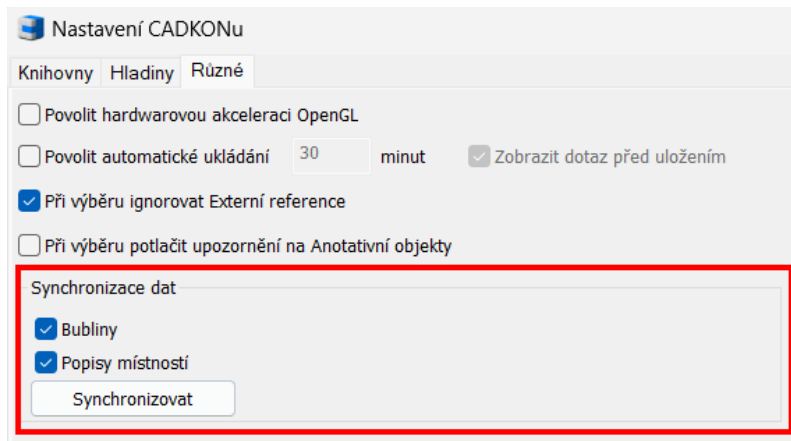 Nastavení CADKONu
Knihovny Hladiny Různé
Povolit hardwarovou akceleraci OpenGL
Povolit automatické ukládání 30 minut Zobrazit dotaz před uložením
Při výběru ignorovat Externí reference
Při výběru potlačit upozornění na Anotativní objekty
Synchronizace dat
Bubliny
Popisy místností
Synchronizovat